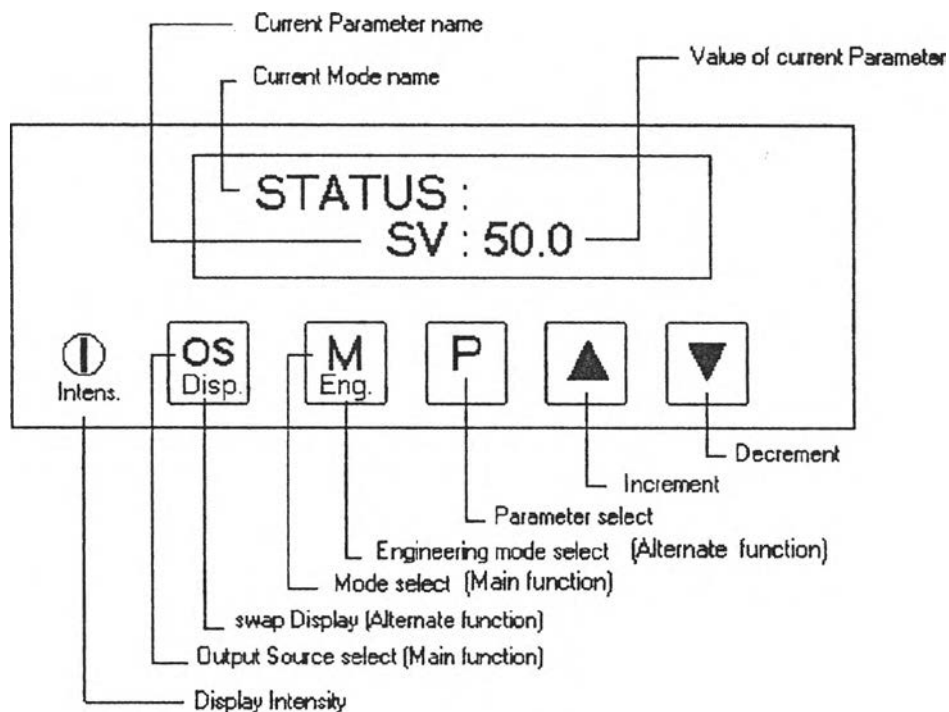 Current Parameter name
Value of current Parameter
Current Mode name
STATUS :
SV : 50.0
Intens.
OS
Disp.
M
Eng.
P
Decrement
Increment
Parameter select
Engineering mode select (Alternate function)
Mode select (Main function)
swap Display (Alternate function)
Output Source select (Main function)
Display Intensity